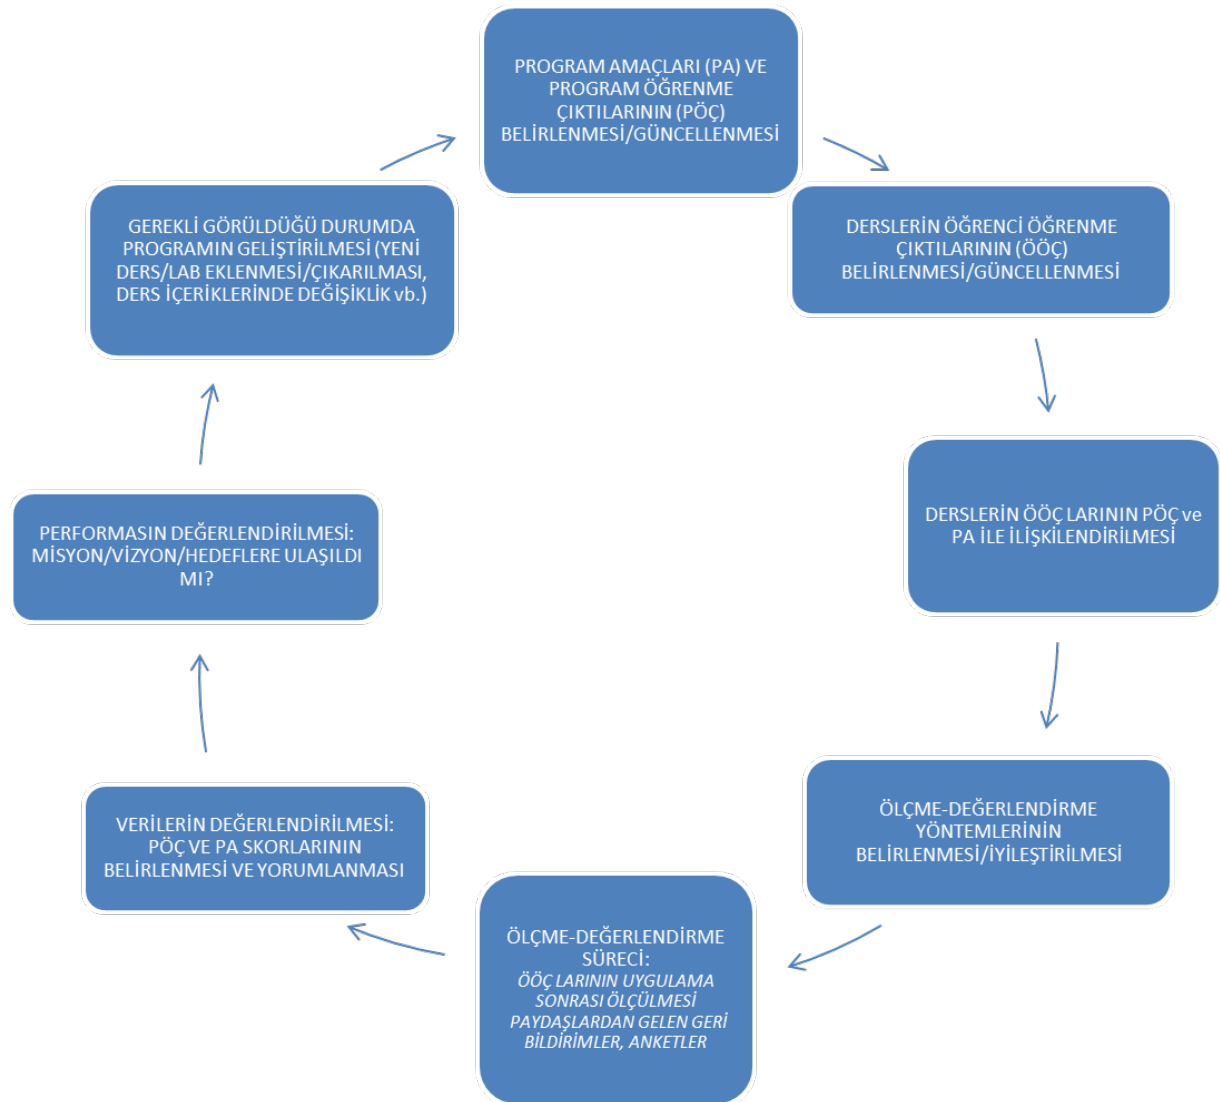 PROGRAM AMAÇLARI (PA) VE
PROGRAM ÖĞRENME
ÇIKTILARININ (PÖÇ)
BELİRLENMESİ/GÜNCELLENMESİ
DERSLERİN ÖĞRENCİ ÖĞRENME
ÇIKTILARININ (ÖÖÇ)
BELİRLENMESİ/GÜNCELLENMESİ
DERSLERİN ÖÖÇ LARININ PÖÇ ve
PA İLE İLİŞKİLENDİRİLMESİ
ÖLÇME-DEĞERLENDİRME
YÖNTEMLERİNİN
BELİRLENMESİ/İYİLEŞTİRİLMESİ
ÖLÇME-DEĞERLENDİRME
SÜRECİ:
ÖÖÇ LARININ UYGULAMA
SONRASI ÖLÇÜLMESİ
PAYDAŞLARDAN GELEN GERİ
BİLDİRİMLER, ANKETLER
VERİLERİN DEĞERLENDİRİLMESİ:
PÖÇ VE PA SKORLARININ
BELİRLENMESİ VE YORUMLANMASI
PERFORMASIN DEĞERLENDİRİLMESİ:
MİSYON/VİZYON/HEDEFLERE ULAŞILDI
MI?
GEREKLİ GÖRÜLDÜĞÜ DURUMDA
PROGRAMIN GELİŞTİRİLMESİ (YENİ
DERS/LAB EKLENMESİ/ÇIKARILMASI,
DERS İÇERİKLERİNDE DEĞİŞİKLİK vb.)